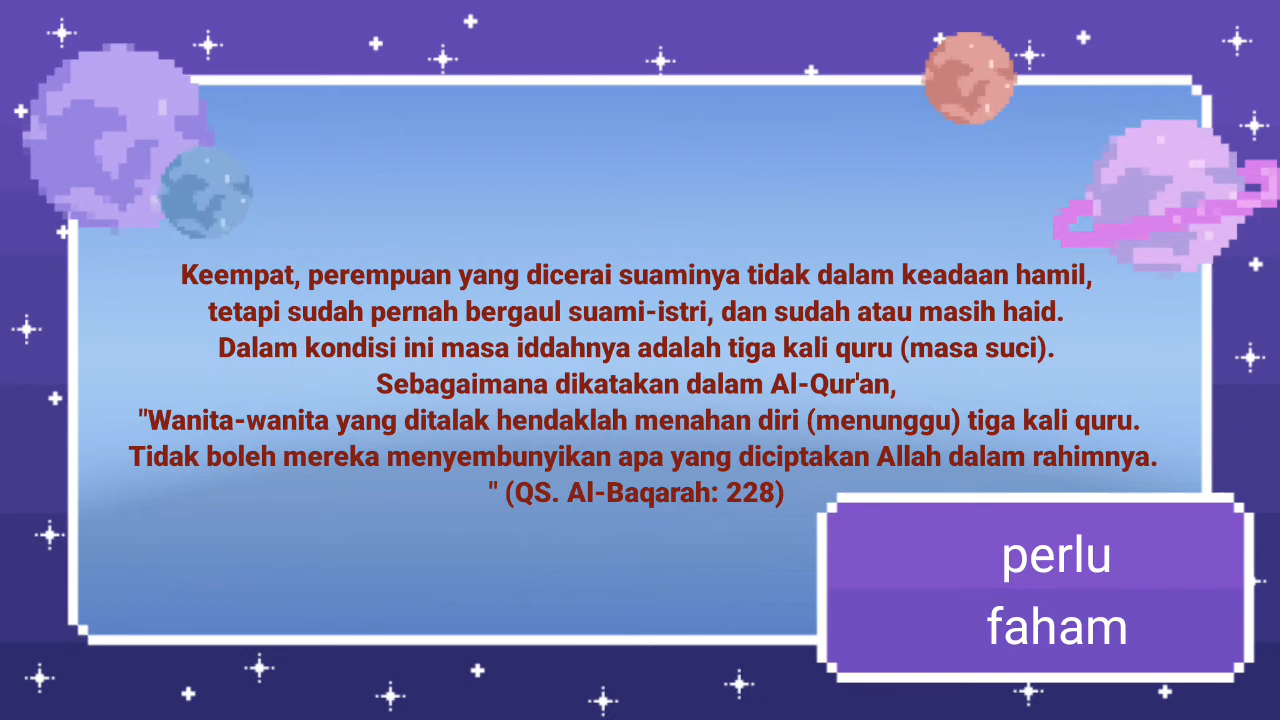 Keempat, perempuan yang dicerai suaminya tidak dalam keadaan hamil,
tetapi sudah pernah bergaul suami-istri, dan sudah atau masih haid.
Dalam kondisi ini masa iddahnya adalah tiga kali quru (masa suci).
Sebagaimana dikatakan dalam Al-Qur'an,
"Wanita-wanita yang ditalak hendaklah menahan diri (menunggu) tiga kali quru.
Tidak boleh mereka menyembunyikan apa yang diciptakan Allah dalam rahimnya.
" (QS. Al-Baqarah: 228)
perlu
faham